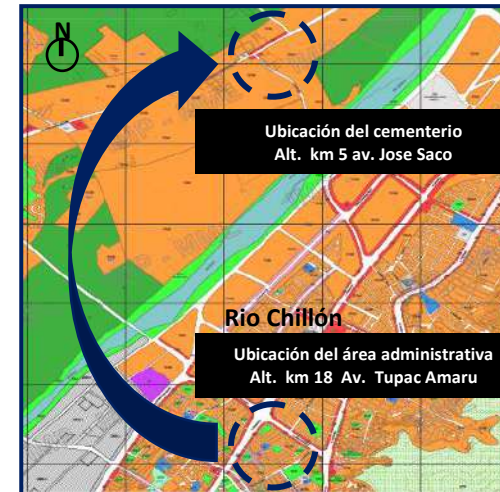 N
Ubicación del cementerio
Alt. km 5 av. Jose Saco
Rio Chillón
Ubicación del área administrativa
Alt. km 18 Av. Tupac Amaru